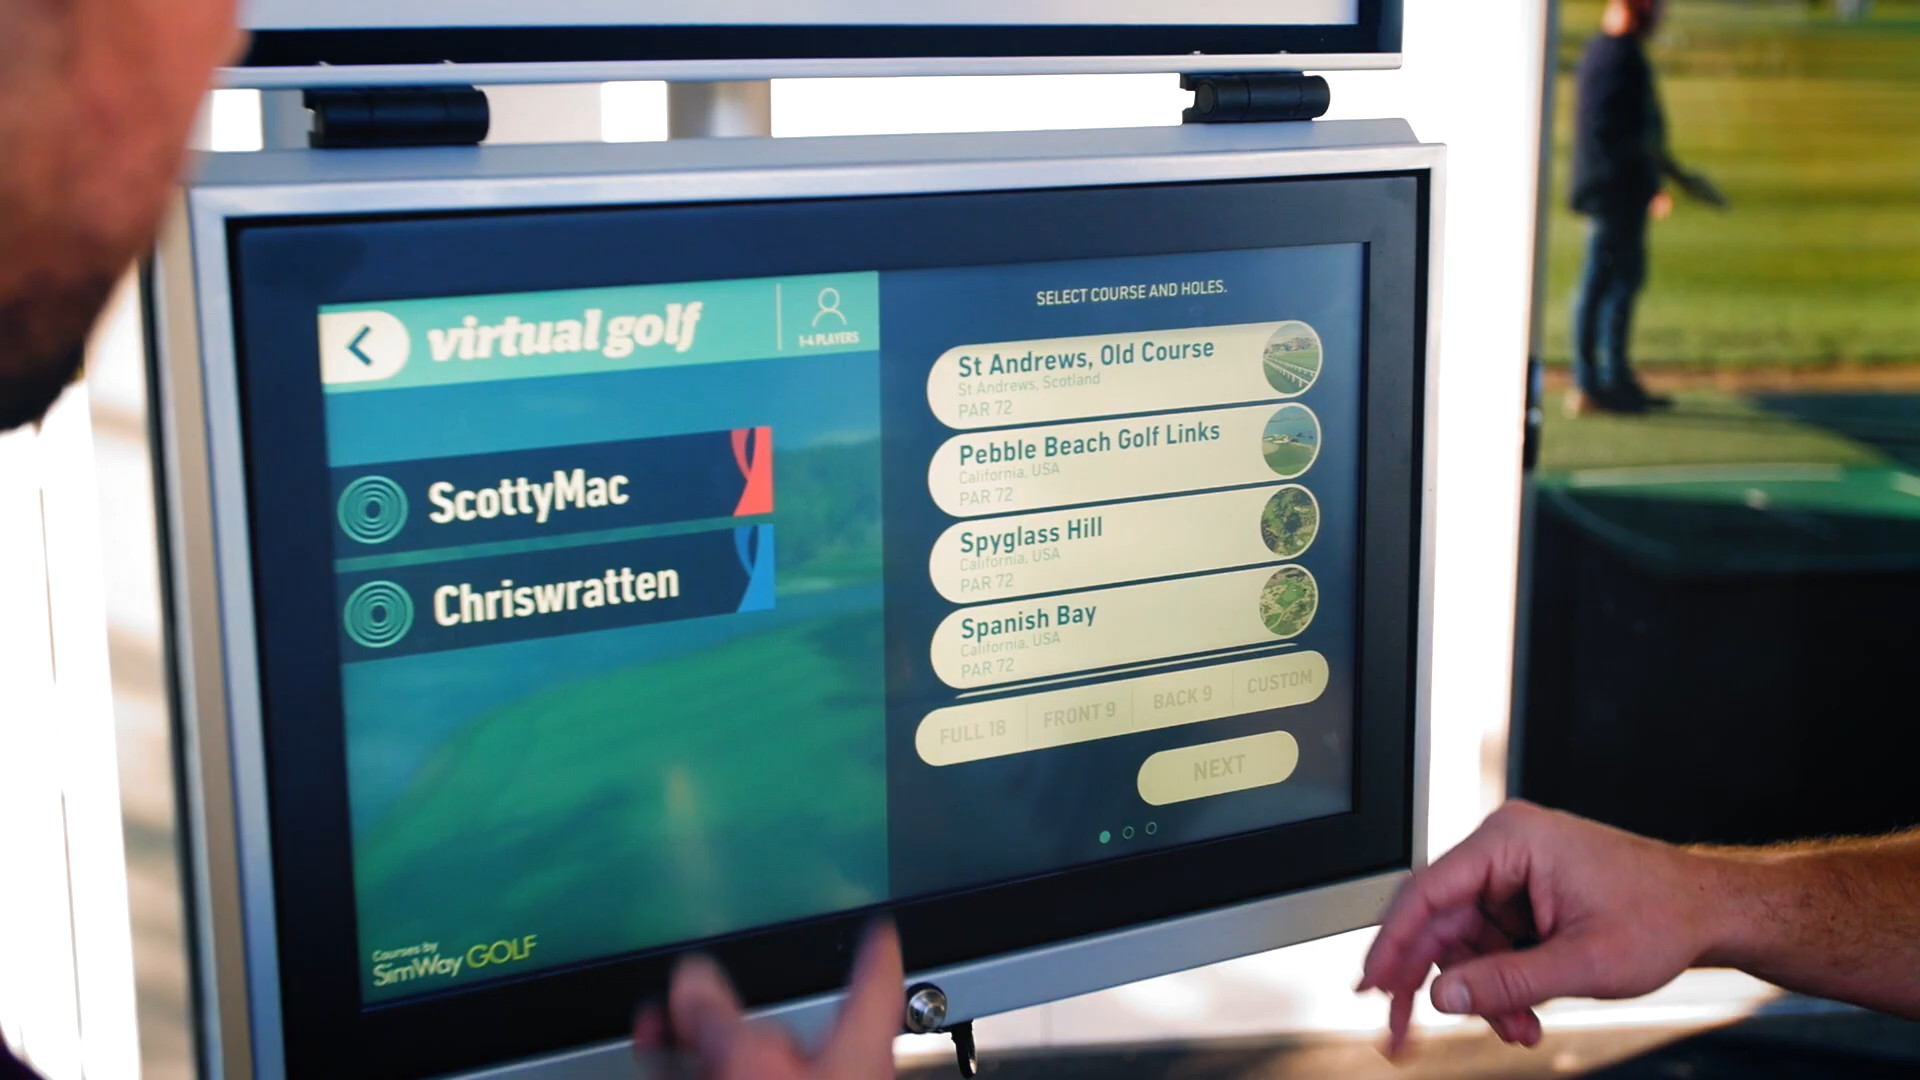 virtual golf
1-4 PLAYERS
ScottyMac
Chriswratten
Courses by
SimWay GOLF
SELECT COURSE AND HOLES.
St Andrews, Old Course
St Andrews, Scotland
PAR 72
Pebble Beach Golf Links
California, USA
PAR 72
Spyglass Hill
California, USA
PAR 72
Spanish Bay
California, USA
PAR 72
FULL 18 FRONT 9 BACK 9 CUSTOM
NEXT